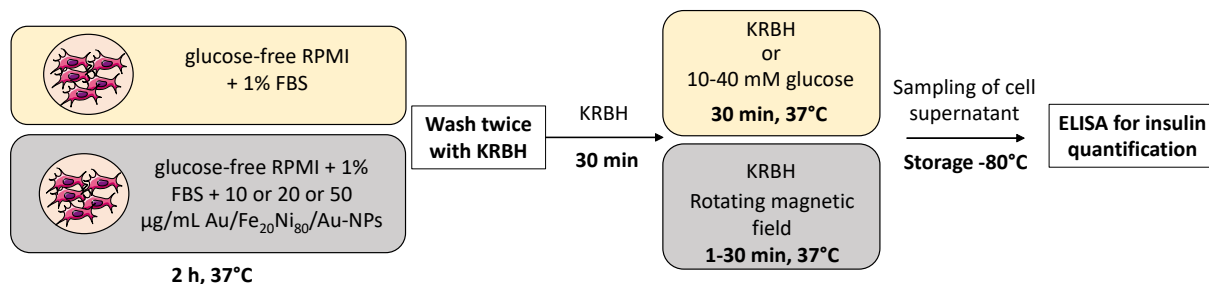 glucose-free RPMI
+ 1% FBS
glucose-free RPMI + 1%
FBS + 10 or 20 or 50
µg/mL Au/Fe₂₀Ni₈₀/Au-NPs
2 h, 37°C
Wash twice
with KRBH
KRBH
30 min
KRBH
or
10-40 mM glucose
30 min, 37°C
KRBH
Rotating magnetic
field
1-30 min, 37°C
Sampling of cell
supernatant
Storage -80°C
ELISA for insulin
quantification